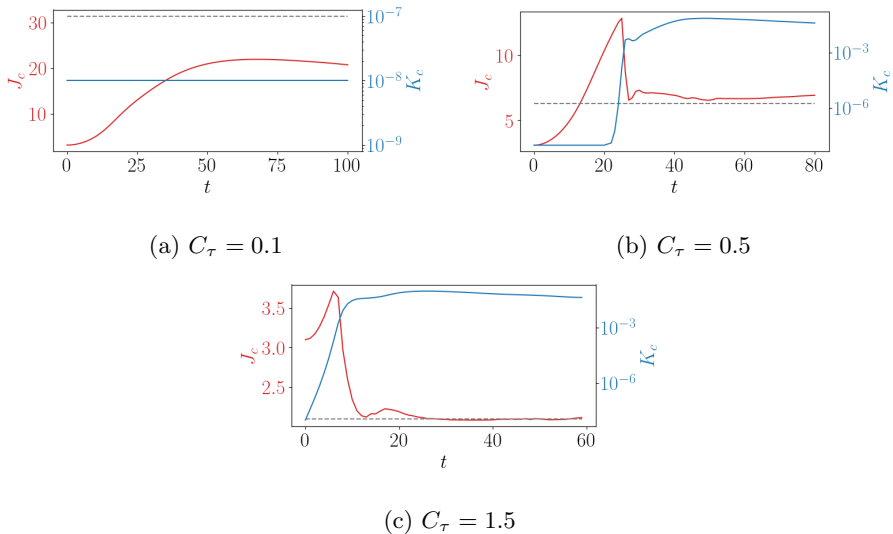 30
20
10
J_c
10^{-7}
10^{-8}
10^{-9}
K_c
0 25 50 75 100
t
(a) C_τ = 0.1
10
5
J_c
10^{-3}
10^{-6}
K_c
0 20 40 60 80
t
(b) C_τ = 0.5
3.5
3.0
2.5
J_c
10^{-3}
10^{-6}
K_c
0 20 40 60
t
(c) C_τ = 1.5